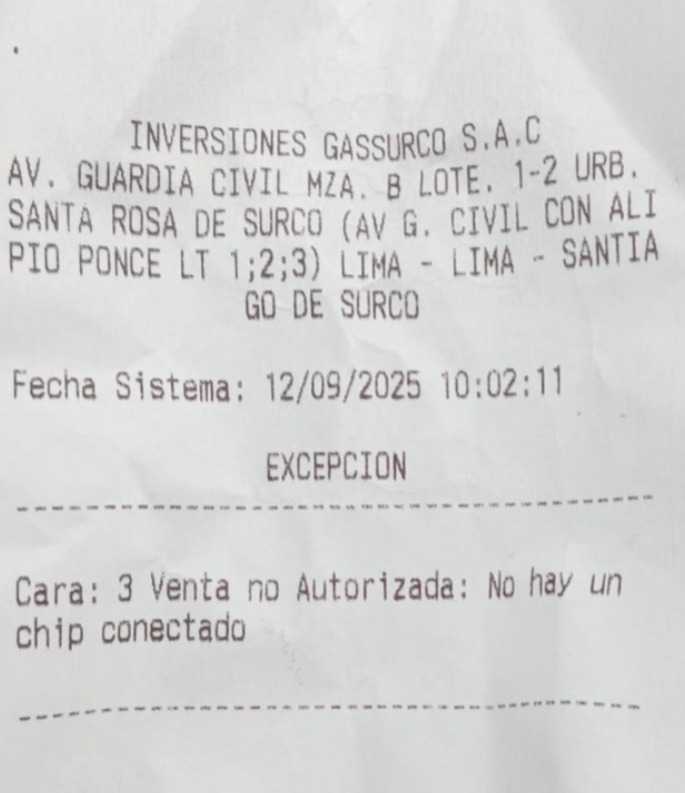 INVERSIONES GASSURCO S.A.C
AV. GUARDIA CIVIL MZA. B LOTE. 1-2 URB.
SANTA ROSA DE SURCO (AV G. CIVIL CON ALI
PIO PONCE LT 1;2;3) LIMA - LIMA - SANTIA
GO DE SURCO
Fecha Sistema: 12/09/2025 10:02:11
EXCEPCION
Cara: 3 Venta no Autorizada: No hay un
chip conectado